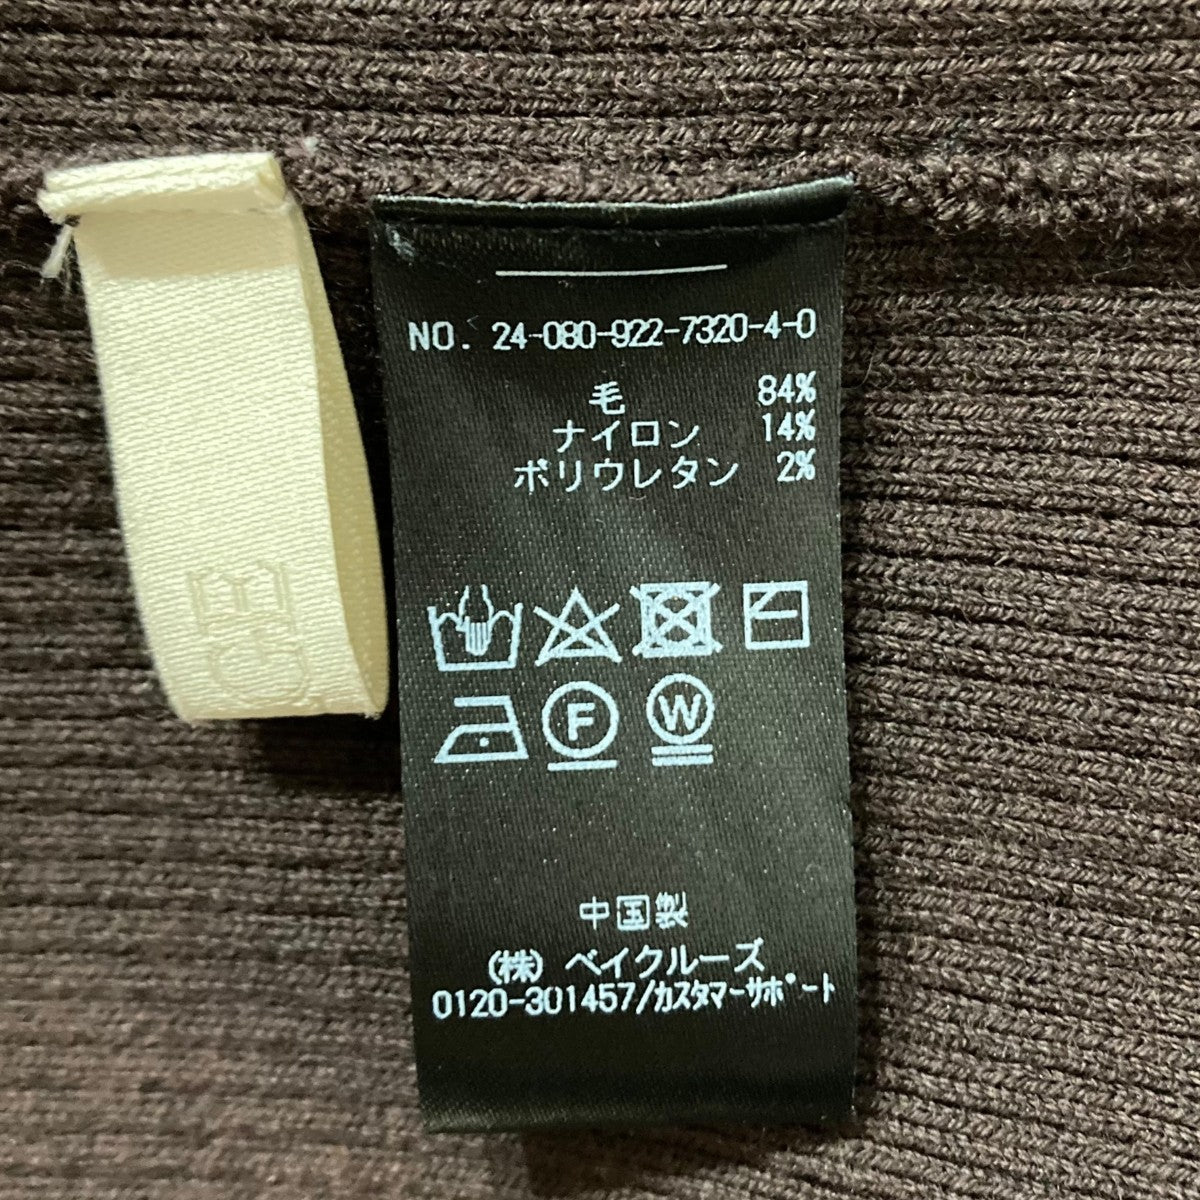 NO. 24-080-922-7320-4-0
毛 84%
ナイロン 14%
ポリウレタン 2%
F W
中国製
(株) ベイクルーズ
0120-301457/カスタマーサポート